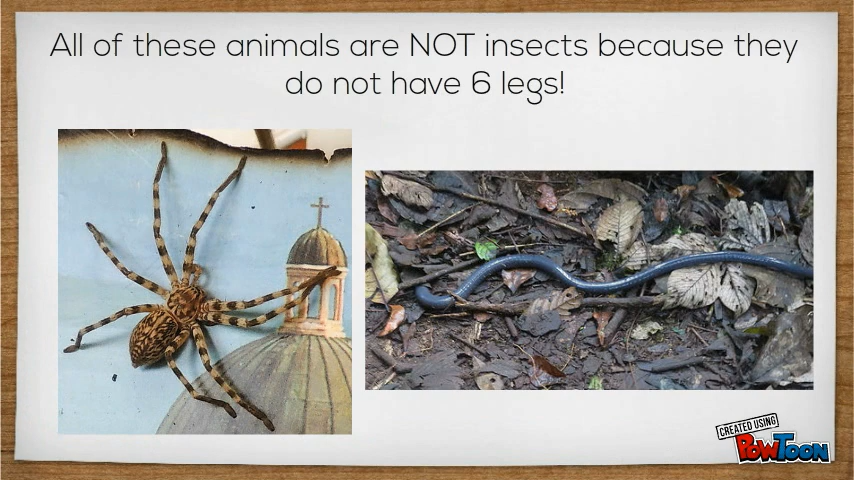 All of these animals are NOT insects because they
do not have 6 legs!
CREATED USING
POWTOON